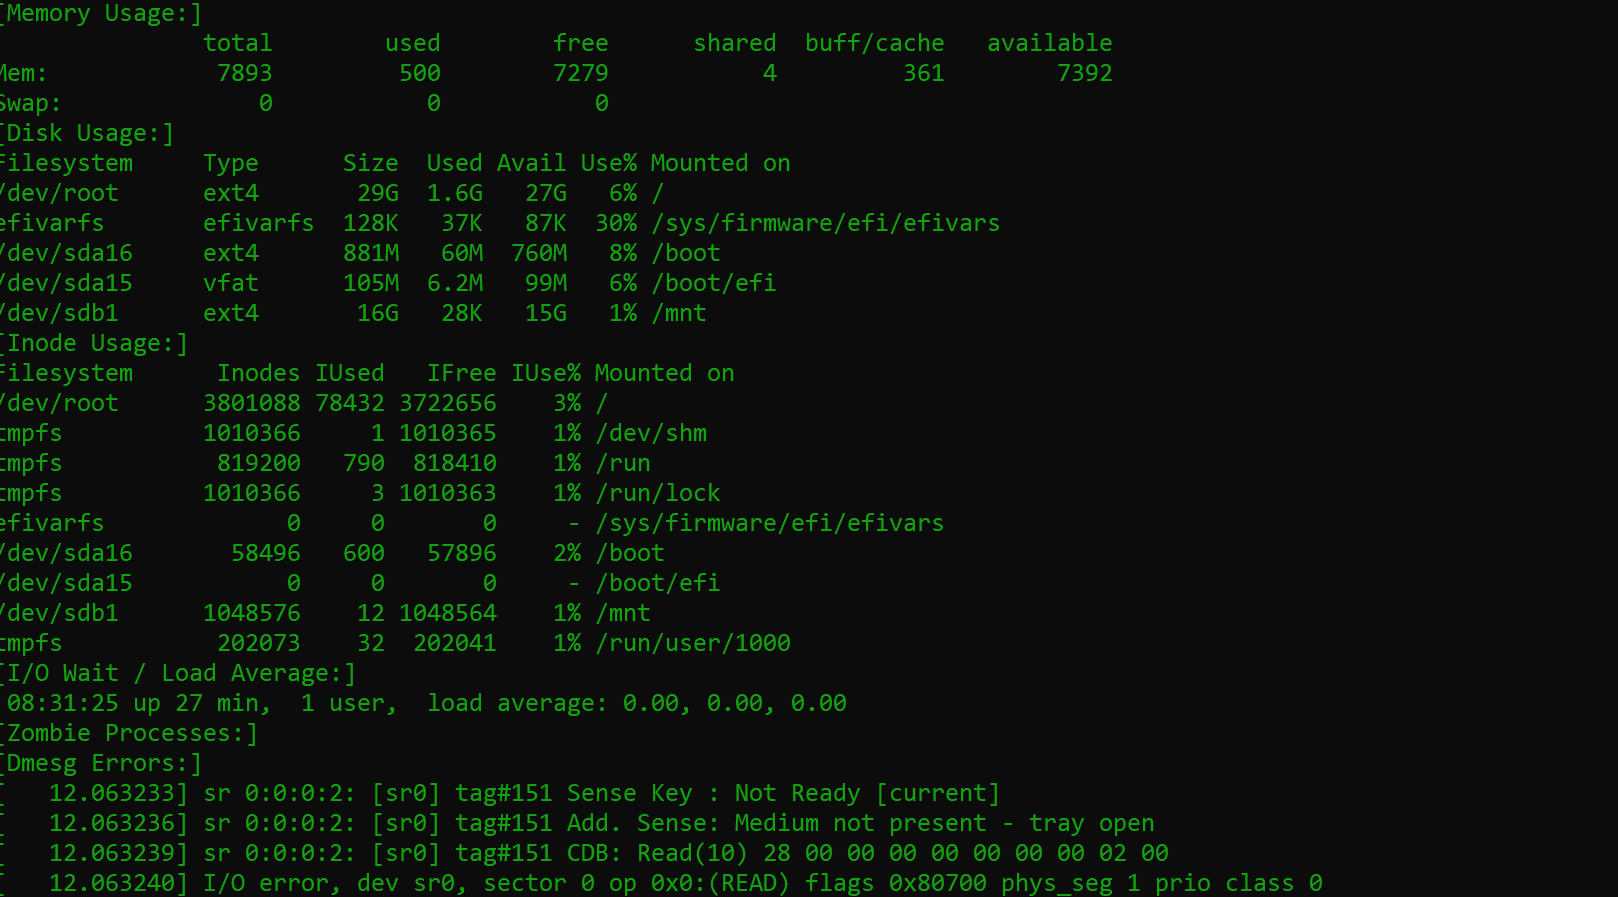 [Memory Usage:]
total used free shared buff/cache available
Mem: 7893 500 7279 4 361 7392
Swap: 0 0 0
[Disk Usage:]
Filesystem Type Size Used Avail Use% Mounted on
/dev/root ext4 29G 1.6G 27G 6% /
efivarfs efivarfs 128K 37K 87K 30% /sys/firmware/efi/efivars
/dev/sda16 ext4 881M 60M 760M 8% /boot
/dev/sda15 vfat 105M 6.2M 99M 6% /boot/efi
/dev/sdb1 ext4 16G 28K 15G 1% /mnt
[Inode Usage:]
Filesystem Inodes IUsed IFree IUse% Mounted on
/dev/root 3801088 78432 3722656 3% /
tmpfs 1010366 1 1010365 1% /dev/shm
tmpfs 819200 790 818410 1% /run
tmpfs 1010366 3 1010363 1% /run/lock
efivarfs 0 0 0 - /sys/firmware/efi/efivars
/dev/sda16 58496 600 57896 2% /boot
/dev/sda15 0 0 0 - /boot/efi
/dev/sdb1 1048576 12 1048564 1% /mnt
tmpfs 202073 32 202041 1% /run/user/1000
[I/O Wait / Load Average:]
08:31:25 up 27 min, 1 user, load average: 0.00, 0.00, 0.00
[Zombie Processes:]
[Dmesg Errors:]
[ 12.063233] sr 0:0:0:2: [sr0] tag#151 Sense Key : Not Ready [current]
[ 12.063236] sr 0:0:0:2: [sr0] tag#151 Add. Sense: Medium not present - tray open
[ 12.063239] sr 0:0:0:2: [sr0] tag#151 CDB: Read(10) 28 00 00 00 00 00 00 00 02 00
[ 12.063240] I/O error, dev sr0, sector 0 op 0x0:(READ) flags 0x80700 phys_seg 1 prio class 0